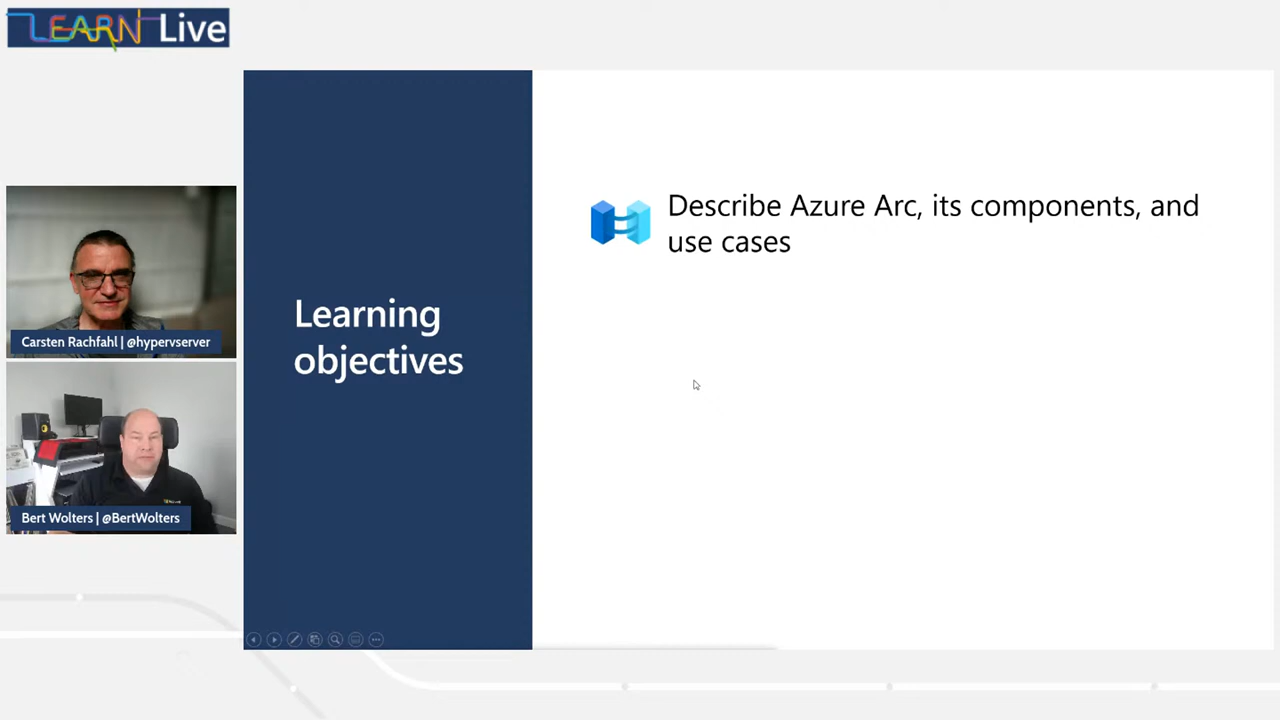 LEARN Live
Describe Azure Arc, its components, and
use cases
Learning
objectives
Carsten Rachfahl | @hypervserver
Bert Wolters | @BertWolters